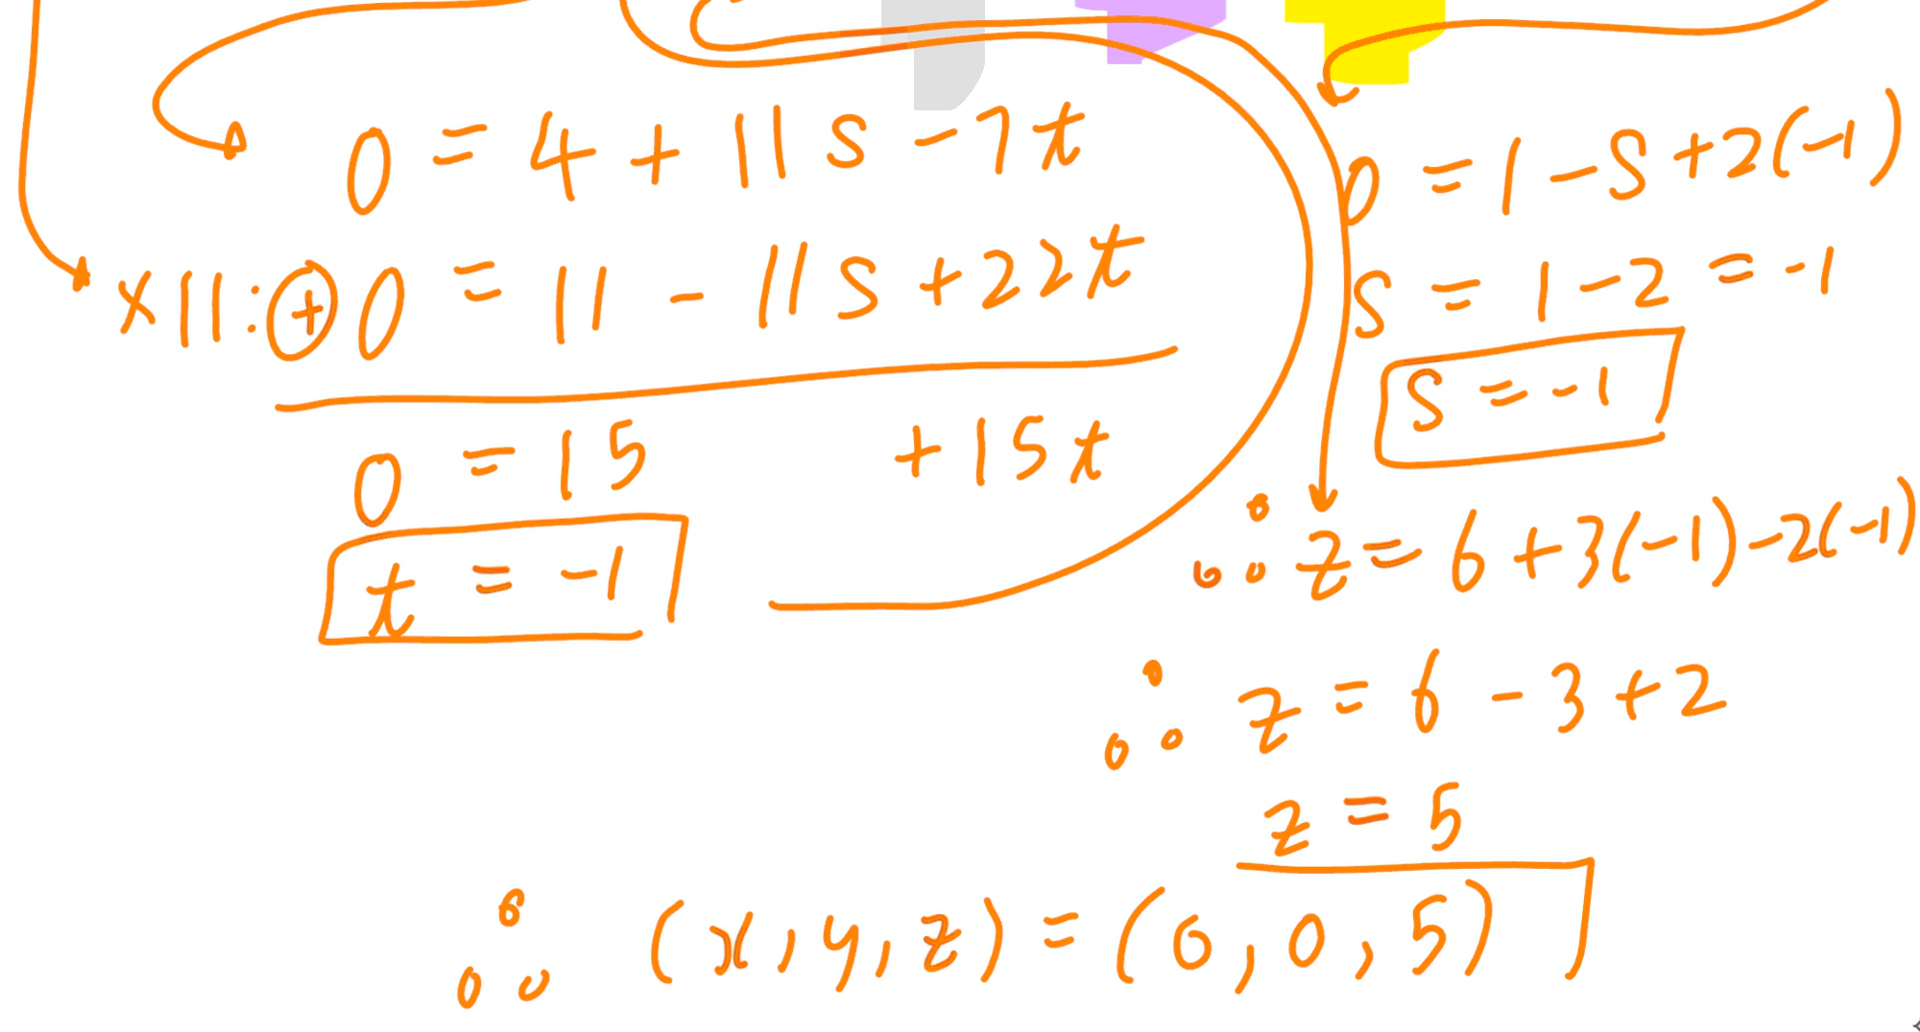 0 = 4 + 11s - 7t
x11: ⊕ 0 = 11 - 11s + 22t
0 = 15 + 15t
t = -1
0 = 1 - s + 2(-1)
s = 1 - 2 = -1
s = -1
∴ z = 6 + 3(-1) - 2(-1)
∴ z = 6 - 3 + 2
z = 5
∴ (x, y, z) = (0, 0, 5)